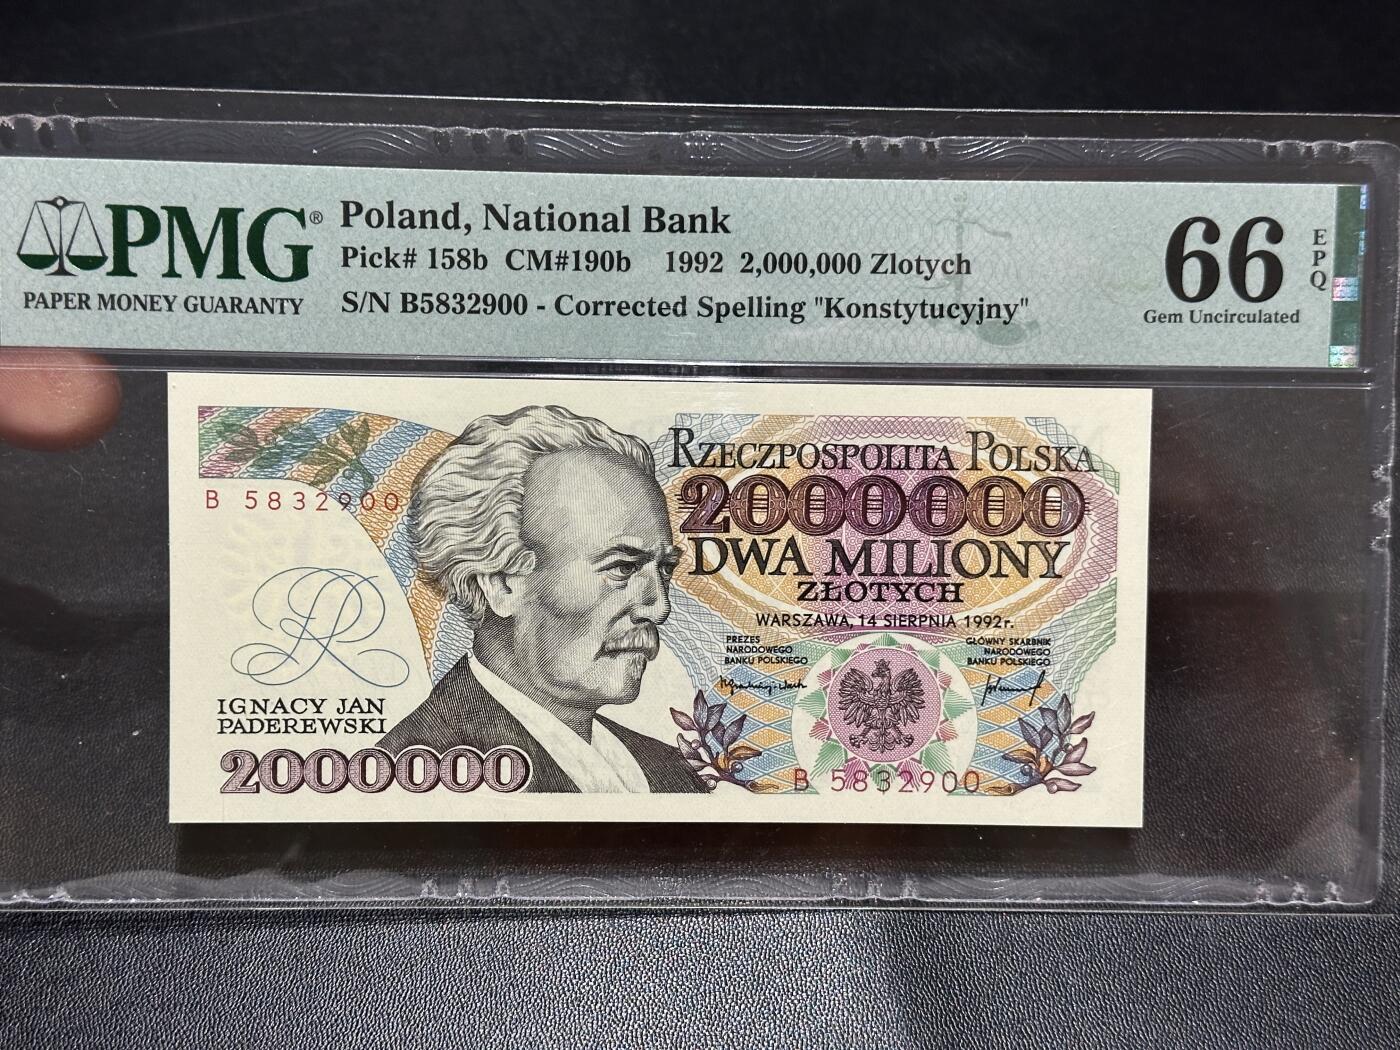 PMG®
PAPER MONEY GUARANTY
Poland, National Bank
Pick# 158b CM#190b 1992 2,000,000 Zlotych
S/N B5832900 - Corrected Spelling "Konstytucyjny"
66
EPQ
Gem Uncirculated
B 5832900
RZECZPOSPOLITA POLSKA
2000000
DWA MILIONY
ZŁOTYCH
WARSZAWA, 14 SIERPNIA 1992r.
PREZES
NARODOWEGO
BANKU POLSKIEGO
GŁÓWNY SKARBNIK
NARODOWEGO
BANKU POLSKIEGO
IGNACY JAN
PADEREWSKI
2000000
B 5832900